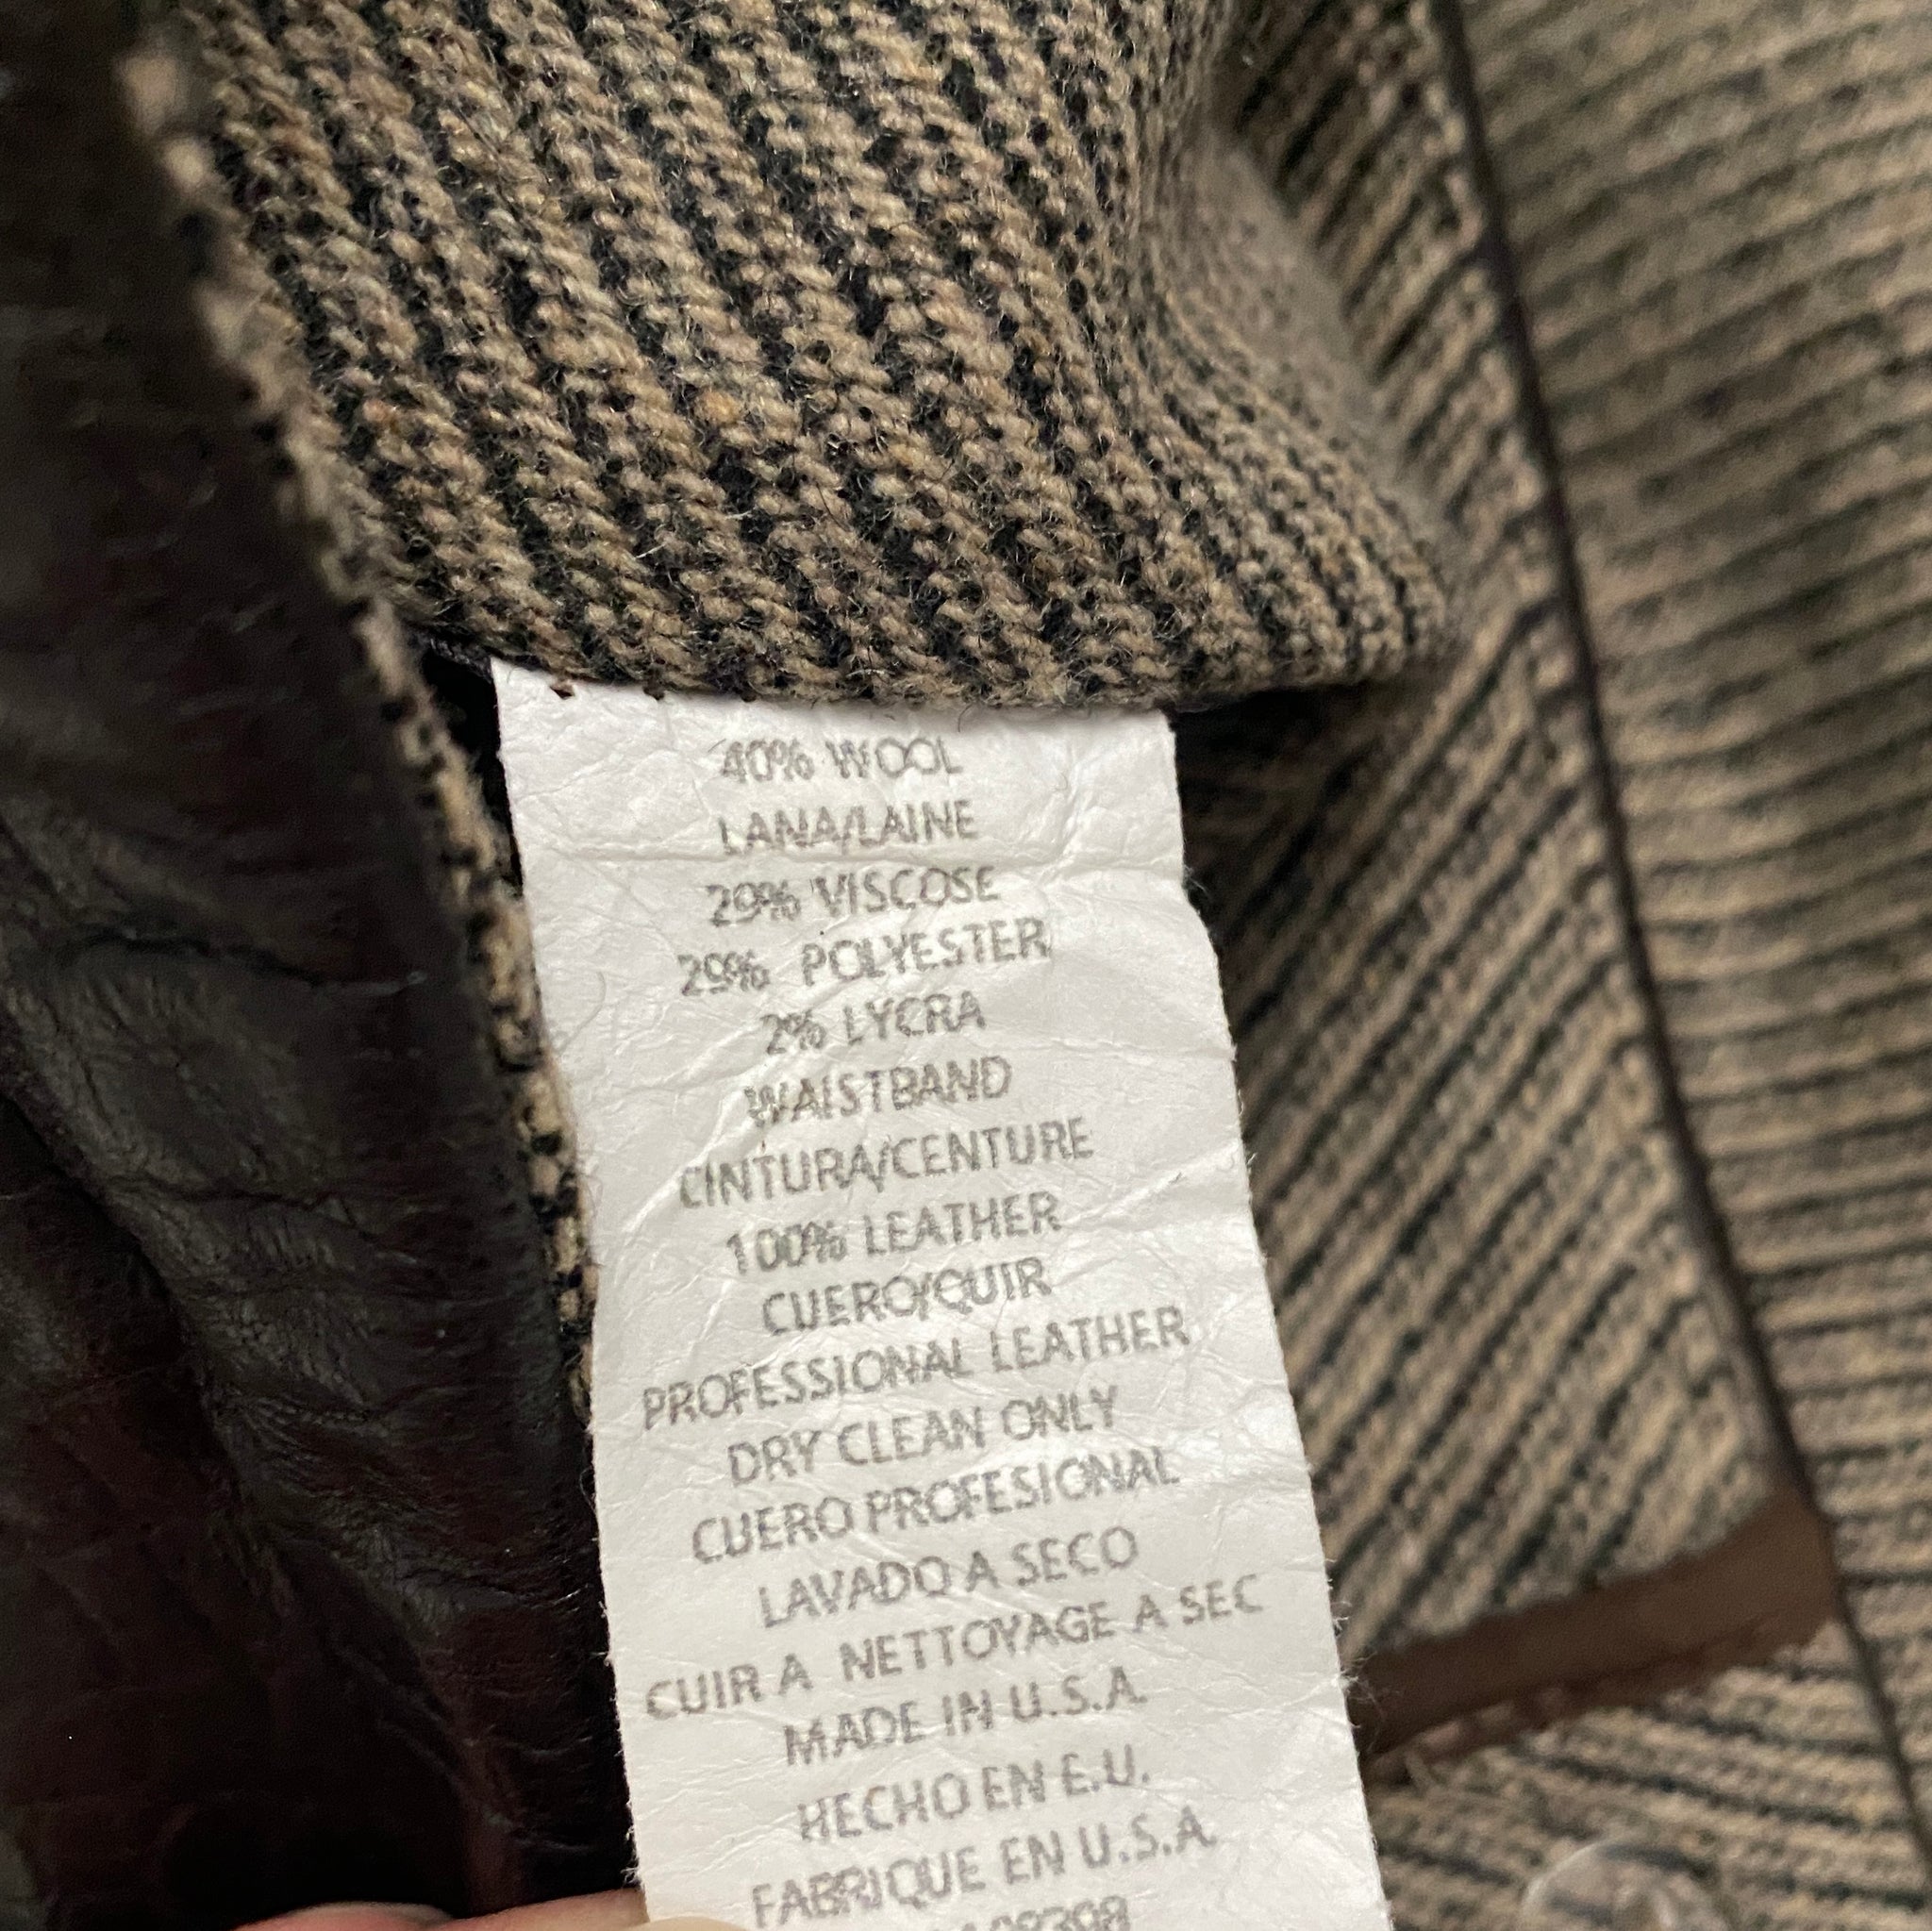 40% WOOL
LANA/LAINE
29% VISCOSE
29% POLYESTER
2% LYCRA
WAISTBAND
CINTURA/CENTURE
100% LEATHER
CUERO/QUIR
PROFESSIONAL LEATHER
DRY CLEAN ONLY
CUERO PROFESIONAL
LAVADO A SECO
CUIR A NETTOYAGE A SEC
MADE IN U.S.A.
HECHO EN E.U.
FABRIQUE EN U.S.A.